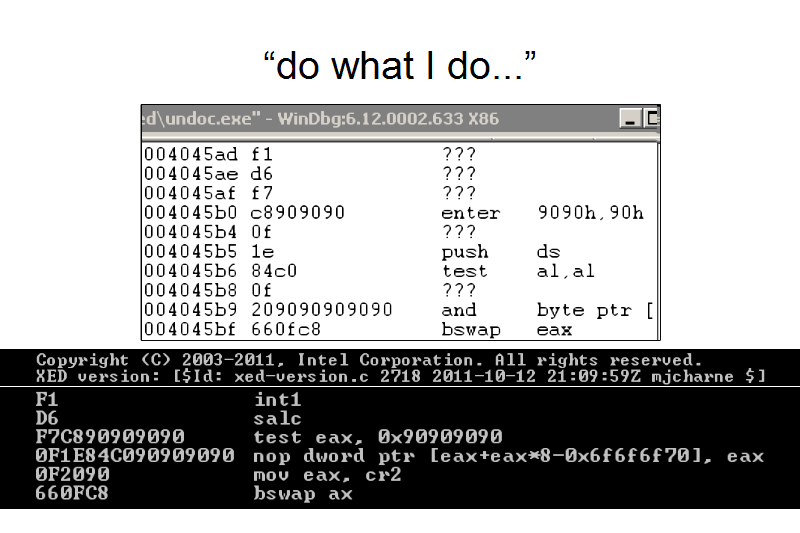 “do what I do...”
ed\undoc.exe" - WinDbg:6.12.0002.633 X86
004045ad f1 ???
004045ae d6 ???
004045af f7 ???
004045b0 c8909090 enter 9090h,90h
004045b4 0f ???
004045b5 1e push ds
004045b6 84c0 test al,al
004045b8 0f ???
004045b9 209090909090 and byte ptr [
004045bf 660fc8 bswap eax
Copyright (C) 2003-2011, Intel Corporation. All rights reserved.
XED version: [$Id: xed-version.c 2718 2011-10-12 21:09:59Z mjcharne $]
F1 int1
D6 salc
F7C890909090 test eax, 0x90909090
0F1E84C090909090 nop dword ptr [eax+eax*8-0x6f6f6f70], eax
0F2090 mov eax, cr2
660FC8 bswap ax